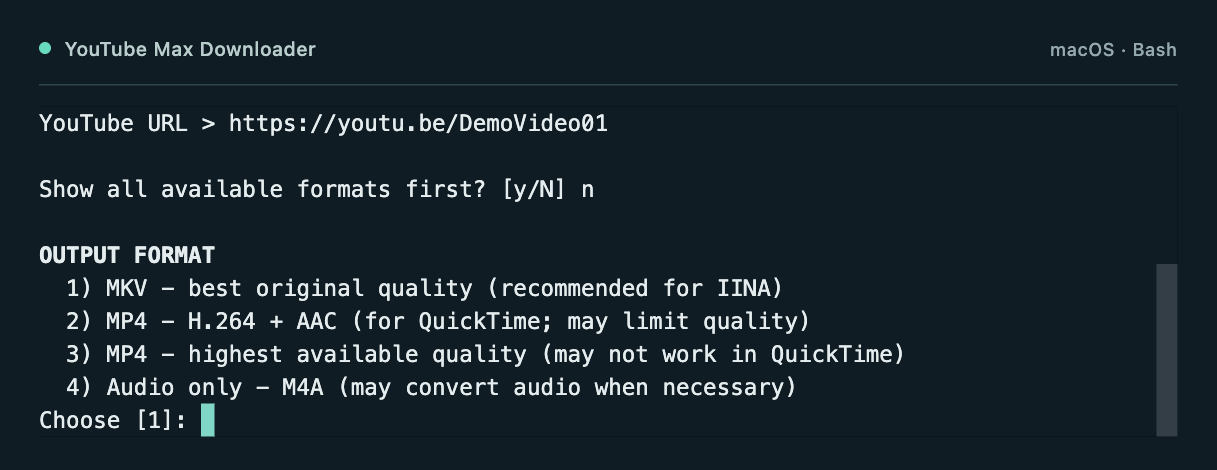 YouTube Max Downloader
macOS · Bash
YouTube URL > https://youtu.be/DemoVideo01
Show all available formats first? [y/N] n
OUTPUT FORMAT
1) MKV – best original quality (recommended for IINA)
2) MP4 – H.264 + AAC (for QuickTime; may limit quality)
3) MP4 – highest available quality (may not work in QuickTime)
4) Audio only – M4A (may convert audio when necessary)
Choose [1]: